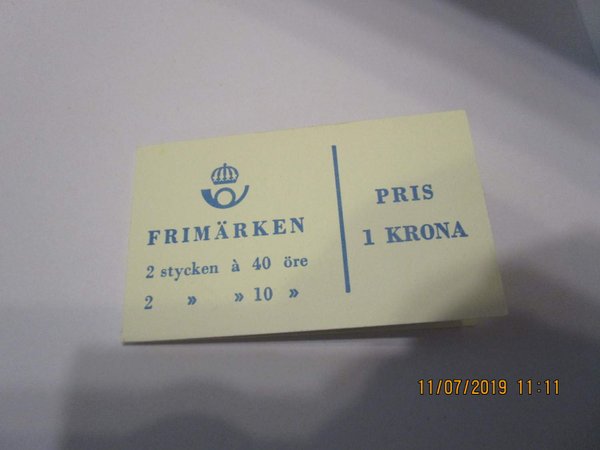 FRIMÄRKEN
2 stycken à 40 öre
2 » » 10 »
PRIS
1 KRONA
11/07/2019 11:11